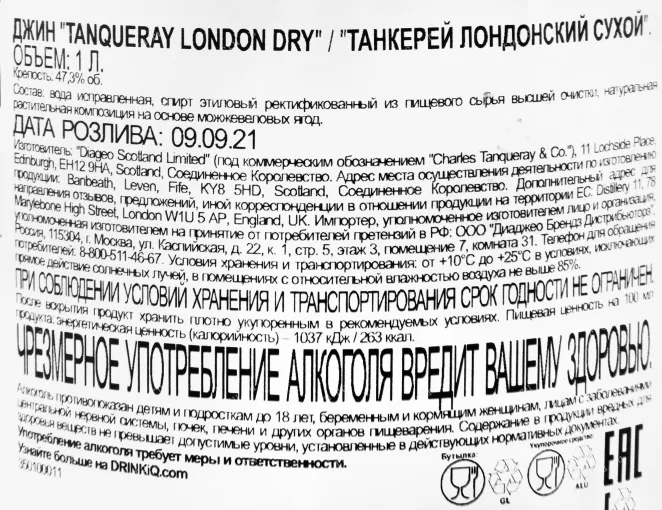 ДЖИН "TANQUERAY LONDON DRY" / "ТАНКЕРЕЙ ЛОНДОНСКИЙ СУХОЙ".
ОБЪЕМ: 1 Л.
Крепость: 47,3% об.
Состав: вода исправленная, спирт этиловый ректификованный из пищевого сырья высшей очистки, натуральная
растительная композиция на основе можжевеловых ягод.
ДАТА РОЗЛИВА: 09.09.21
Изготовитель: "Diageo Scotland Limited" (под коммерческим обозначением "Charles Tanqueray & Co."), 11 Lochside Place,
Edinburgh, EH12 9HA, Scotland, Соединенное Королевство. Адрес места осуществления деятельности по изготовлению
продукции: Banbeath, Leven, Fife, KY8 5HD, Scotland, Соединенное Королевство. Дополнительный адрес для
направления отзывов, предложений, иной корреспонденции в отношении продукции на территории ЕС: Distillery 11, 78
Marylebone High Street, London W1U 5 AP, England, UK. Импортер, уполномоченное изготовителем лицо и организация,
уполномоченная изготовителем на принятие от потребителей претензий в РФ: ООО "Диаджео Брендз Дистрибьютора",
Россия, 115304, г. Москва, ул. Каспийская, д. 22, к. 1, стр. 5, этаж 3, помещение 7, комната 31. Телефон для обращения
потребителей: 8-800-511-46-67. Условия хранения и транспортирования: от +10°С до +25°С в условиях, исключающих
прямое действие солнечных лучей, в помещениях с относительной влажностью воздуха не выше 85%.
ПРИ СОБЛЮДЕНИИ УСЛОВИЙ ХРАНЕНИЯ И ТРАНСПОРТИРОВАНИЯ СРОК ГОДНОСТИ НЕ ОГРАНИЧЕН.
После вскрытия продукт хранить плотно укупоренным в рекомендуемых условиях. Пищевая ценность на 100 мл
продукта: энергетическая ценность (калорийность) – 1037 кДж / 263 ккал.
ЧРЕЗМЕРНОЕ УПОТРЕБЛЕНИЕ АЛКОГОЛЯ ВРЕДИТ ВАШЕМУ ЗДОРОВЬЮ.
Алкоголь противопоказан детям и подросткам до 18 лет, беременным и кормящим женщинам, лицам с заболеваниями
центральной нервной системы, почек, печени и других органов пищеварения. Содержание в продукции вредных для
здоровья веществ не превышает допустимые уровни, установленные в действующих нормативных документах.
Употребление алкоголя требует меры и ответственности.
Узнайте больше на DRINKiQ.com
350100011
Бутылка
GL
Укупорочное средство
ALU
EAC